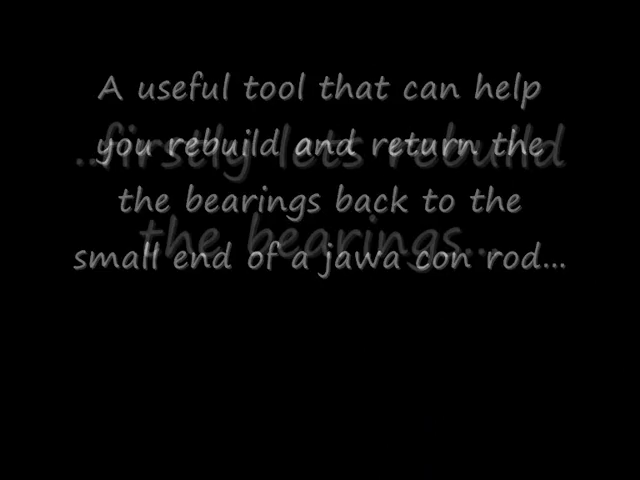 A useful tool that can help
you rebuild and return the
the bearings back to the
small end of a jawa con rod...
..firstly lets rebuild
the bearings...